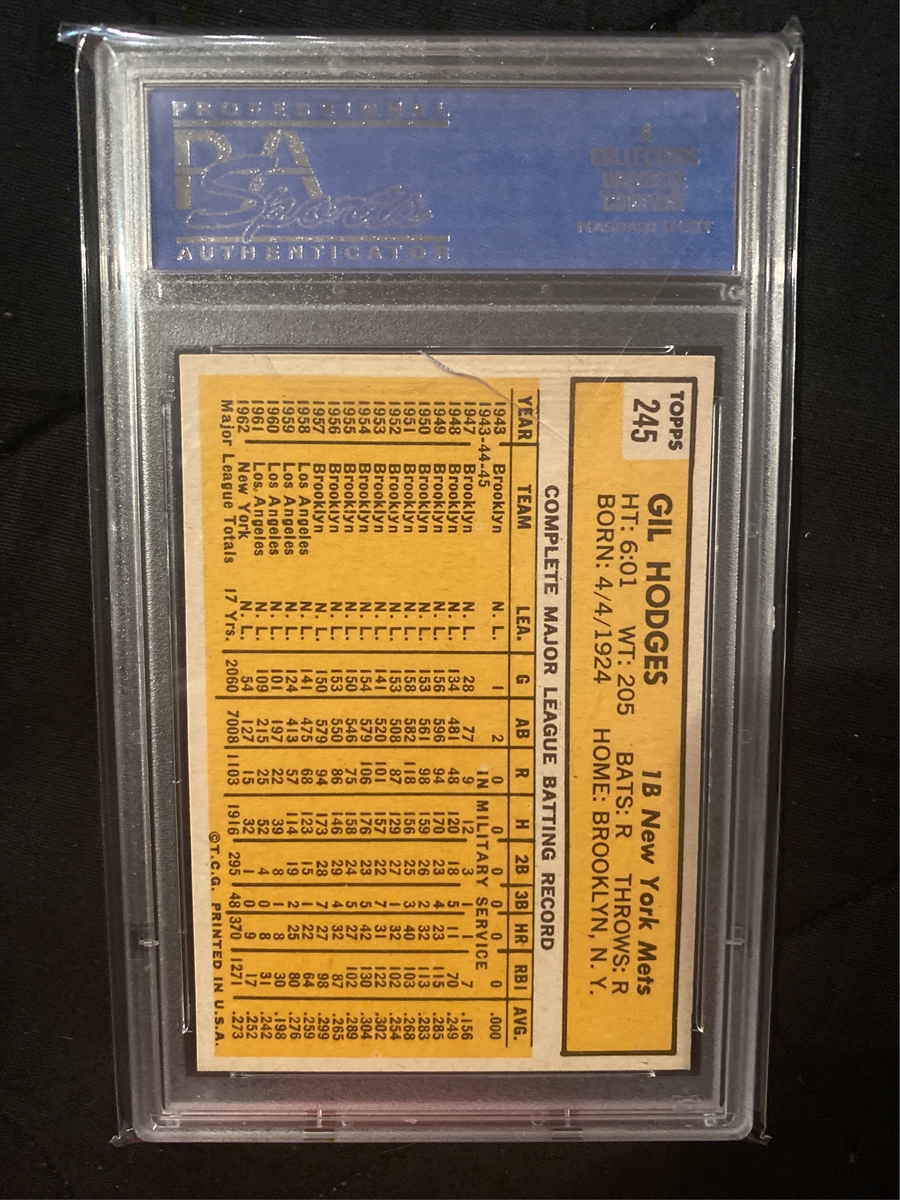 PROFESSIONAL
PSA
Sports
AUTHENTICATOR
A
COLLECTORS
UNIVERSE
COMPANY
NASDAQ: CLCT
TOPPS
245
GIL HODGES 1B New York Mets
HT: 6:01 WT: 205 BATS: R THROWS: R
BORN: 4/4/1924 HOME: BROOKLYN, N. Y.
COMPLETE MAJOR LEAGUE BATTING RECORD
YEAR TEAM LEA. G AB R H 2B 3B HR RBI AVG.
1943 Brooklyn N. L. 1 2 0 0 0 0 0 0 .000
1943-44-45 IN MILITARY SERVICE
1947 Brooklyn N. L. 28 77 9 12 3 1 1 7 .156
1948 Brooklyn N. L. 134 481 48 120 18 5 11 70 .249
1949 Brooklyn N. L. 156 596 94 170 23 4 23 115 .285
1950 Brooklyn N. L. 153 561 98 159 26 2 32 113 .283
1951 Brooklyn N. L. 158 582 118 156 25 3 40 103 .268
1952 Brooklyn N. L. 153 508 87 129 27 1 32 102 .254
1953 Brooklyn N. L. 141 520 101 157 22 7 31 122 .302
1954 Brooklyn N. L. 154 579 106 176 23 5 42 130 .304
1955 Brooklyn N. L. 150 546 75 158 24 5 27 102 .289
1956 Brooklyn N. L. 153 550 86 146 29 4 32 87 .265
1957 Brooklyn N. L. 150 579 94 173 28 7 27 98 .299
1958 Los Angeles N. L. 141 475 68 123 15 1 22 64 .259
1959 Los Angeles N. L. 124 413 57 114 19 2 25 80 .276
1960 Los Angeles N. L. 101 197 22 39 8 1 8 30 .198
1961 Los. Angeles N. L. 109 215 25 52 4 0 8 31 .242
1962 New York N. L. 54 127 15 32 1 0 9 17 .252
Major League Totals 17 Yrs. 2060 7008 1103 1916 295 48 370 1271 .273
©T.C.G. PRINTED IN U.S.A.